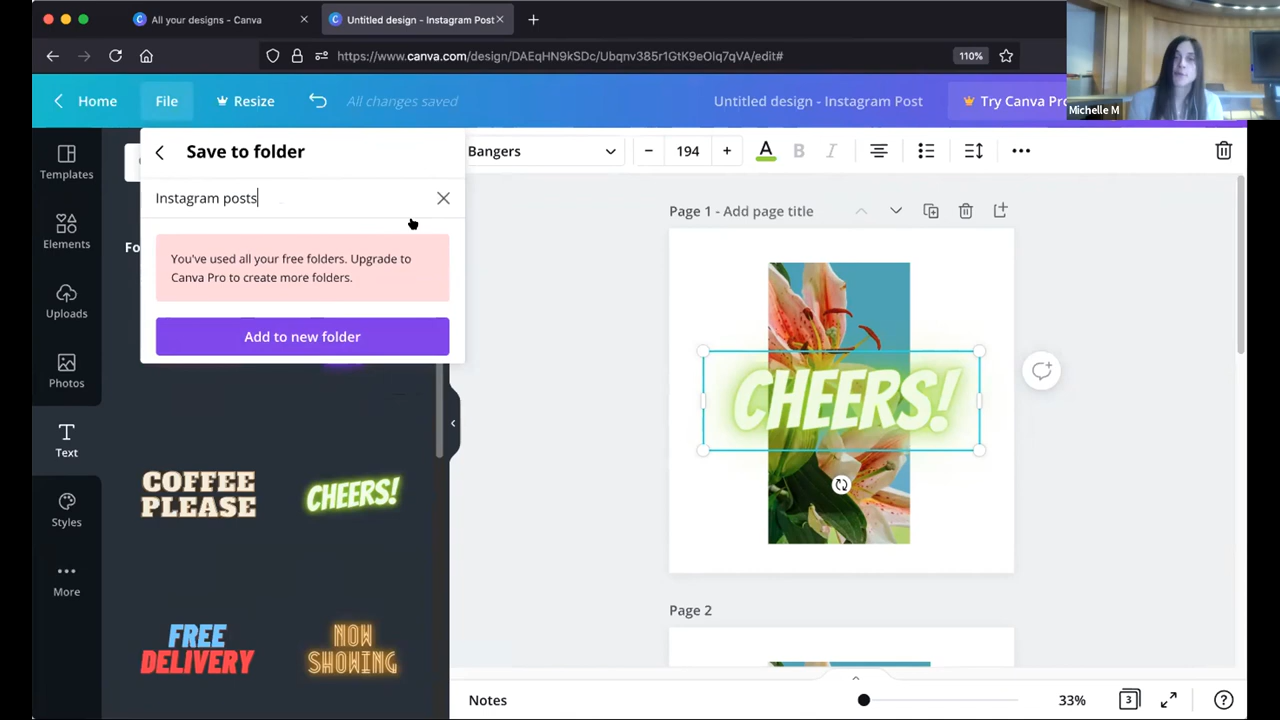 All your designs - Canva
Untitled design - Instagram Post
https://www.canva.com/design/DAEqHN9kSDc/Ubqnv385r1GtK9eOlq7qVA/edit#
110%
Michelle M
Home
File
Resize
All changes saved
Untitled design - Instagram Post
Try Canva Pro
Save to folder
Bangers
194
A
B
I
Templates
Instagram posts
Page 1 - Add page title
Elements
Fo
You've used all your free folders. Upgrade to
Canva Pro to create more folders.
Uploads
Add to new folder
Photos
CHEERS!
T
Text
COFFEE
PLEASE
CHEERS!
Styles
More
Page 2
FREE
DELIVERY
NOW
SHOWING
Notes
33%
3